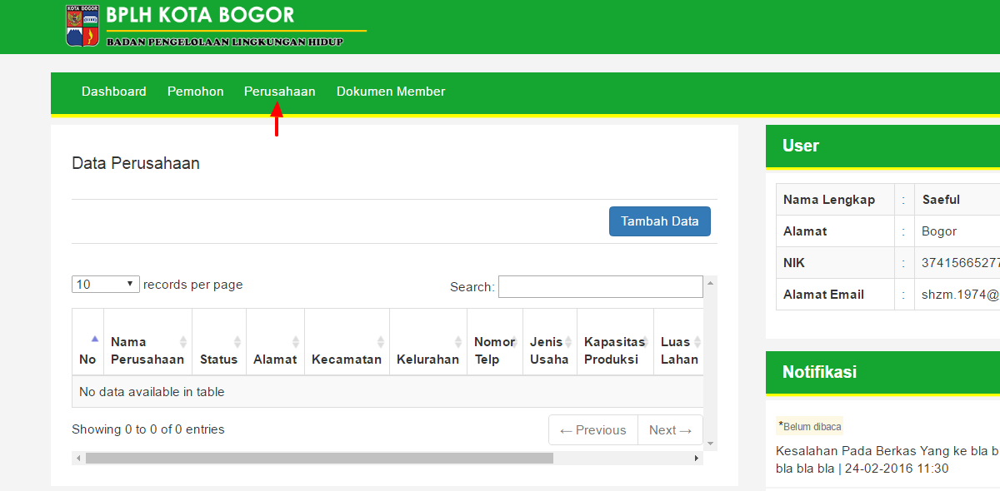 KOTA BOGOR
BPLH KOTA BOGOR
BADAN PENGELOLAAN LINGKUNGAN HIDUP
Dashboard Pemohon Perusahaan Dokumen Member
Data Perusahaan
Tambah Data
10 records per page Search:
No Nama Perusahaan Status Alamat Kecamatan Kelurahan Nomor Telp Jenis Usaha Kapasitas Produksi Luas Lahan
No data available in table
Showing 0 to 0 of 0 entries ← Previous Next →
User
Nama Lengkap : Saeful
Alamat : Bogor
NIK : 37415665277
Alamat Email : shzm.1974@
Notifikasi
*Belum dibaca
Kesalahan Pada Berkas Yang ke bla b
bla bla bla | 24-02-2016 11:30